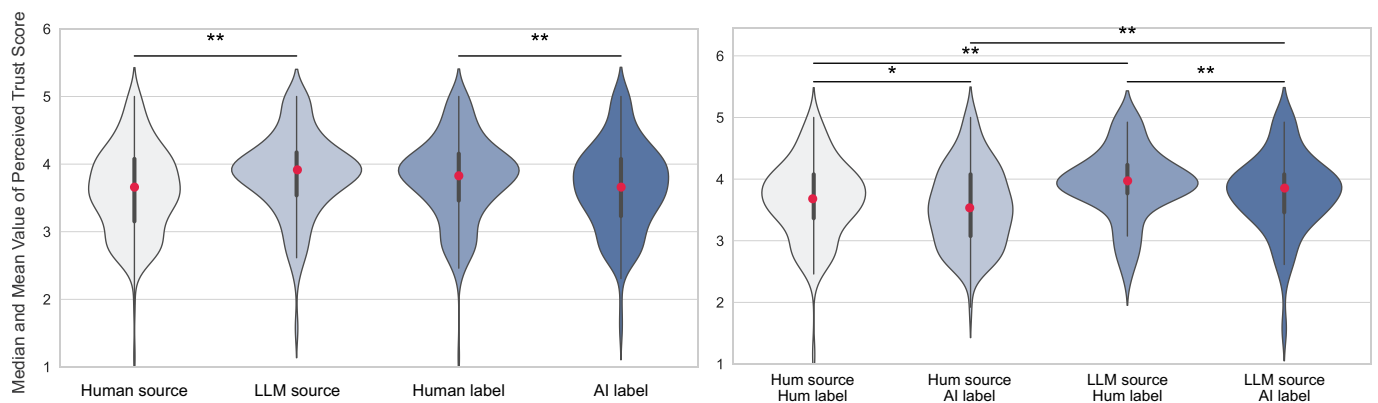 Median and Mean Value of Perceived Trust Score
6
5
4
3
2
1
**
**
Human source
LLM source
Human label
AI label
6
5
4
3
2
1
**
**
*
**
Hum source
Hum label
Hum source
AI label
LLM source
Hum label
LLM source
AI label